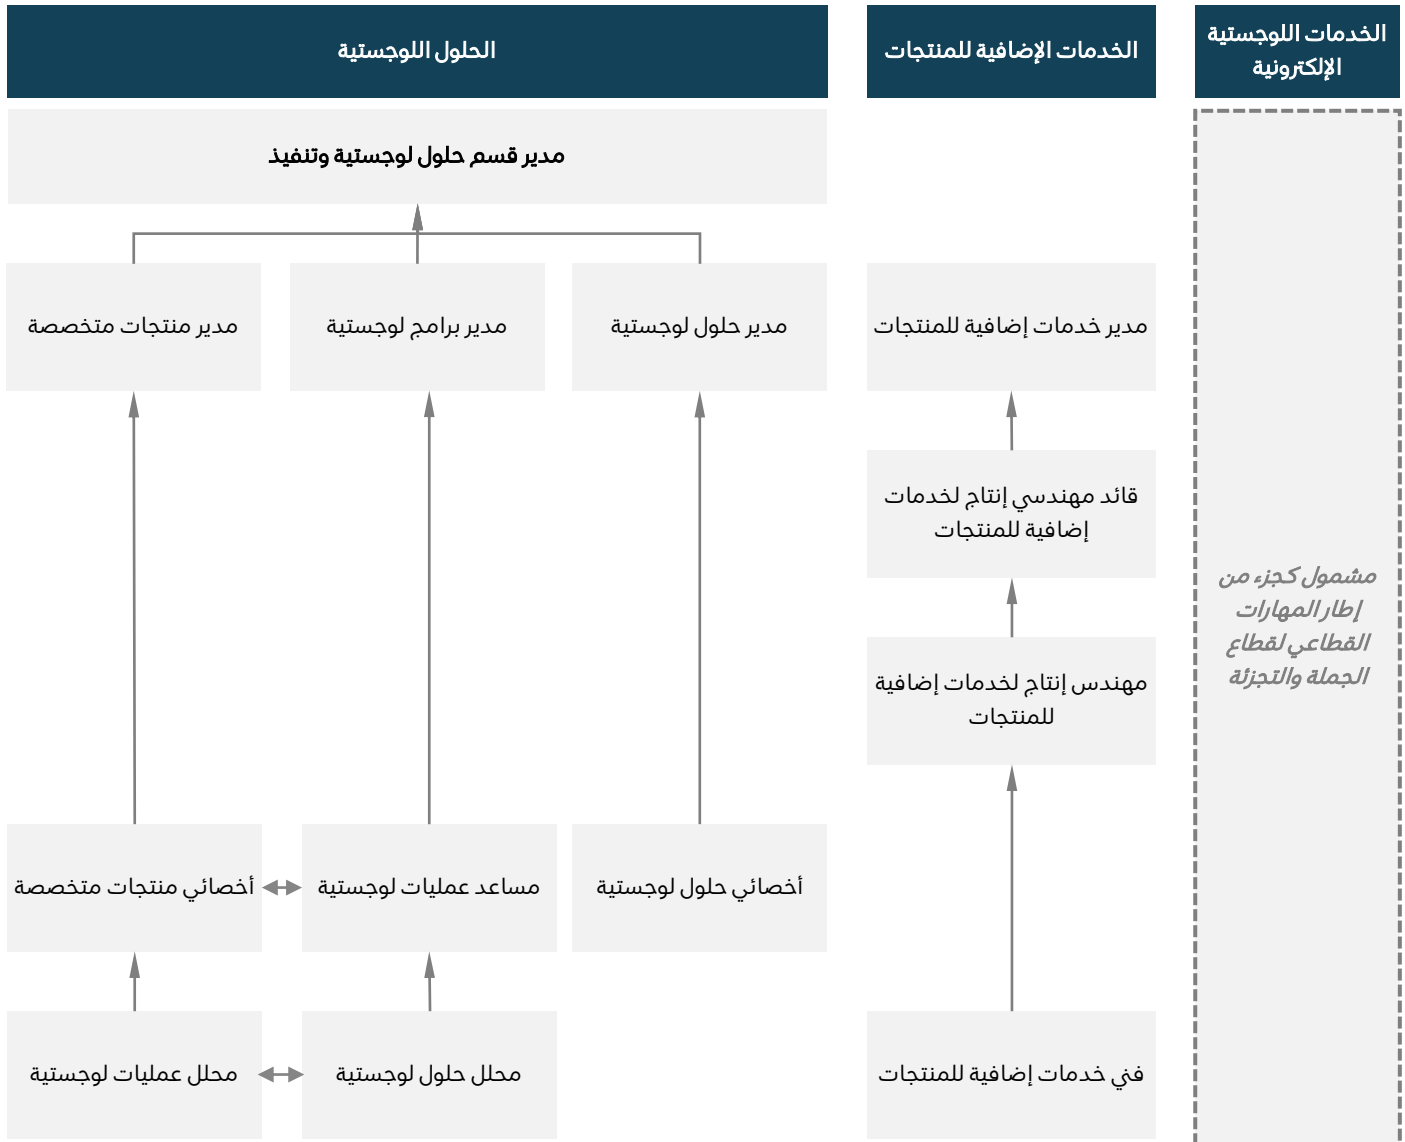 الخدمات اللوجستية
الإلكترونية
الخدمات الإضافية للمنتجات
الحلول اللوجستية
مدير قسم حلول لوجستية وتنفيذ
مدير خدمات إضافية للمنتجات
مدير حلول لوجستية
مدير برامج لوجستية
مدير منتجات متخصصة
قائد مهندسي إنتاج لخدمات
إضافية للمنتجات
مشمول كجزء من
إطار المهارات
القطاعي لقطاع
الجملة والتجزئة
مهندس إنتاج لخدمات إضافية
للمنتجات
أخصائي حلول لوجستية
مساعد عمليات لوجستية
أخصائي منتجات متخصصة
فني خدمات إضافية للمنتجات
محلل حلول لوجستية
محلل عمليات لوجستية